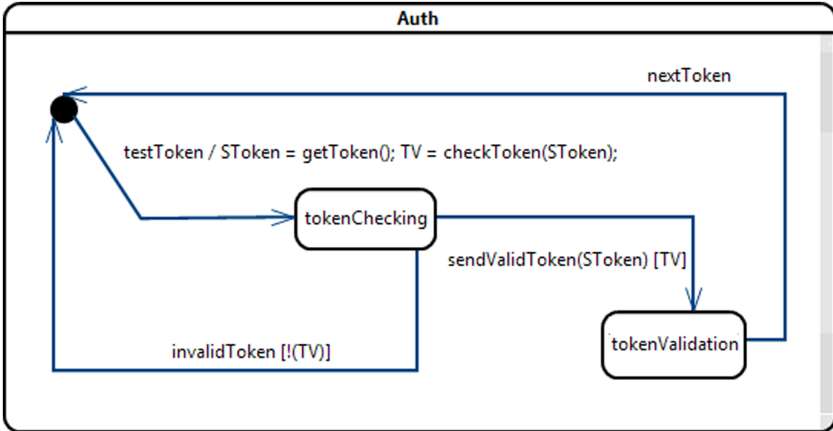 Auth
nextToken
testToken / SToken = getToken(); TV = checkToken(SToken);
tokenChecking
sendValidToken(SToken) [TV]
tokenValidation
invalidToken [!(TV)]